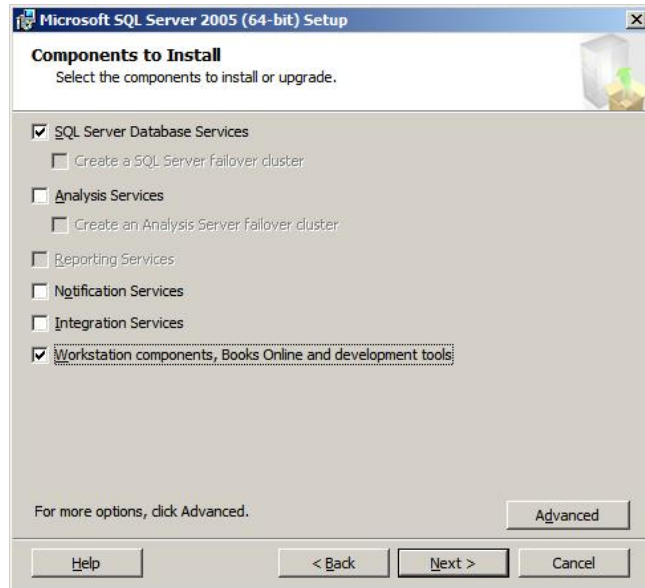 Microsoft SQL Server 2005 (64-bit) Setup
Components to Install
Select the components to install or upgrade.
SQL Server Database Services
Create a SQL Server failover cluster
Analysis Services
Create an Analysis Server failover cluster
Reporting Services
Notification Services
Integration Services
Workstation components, Books Online and development tools
For more options, click Advanced.
Advanced
Help
< Back
Next >
Cancel